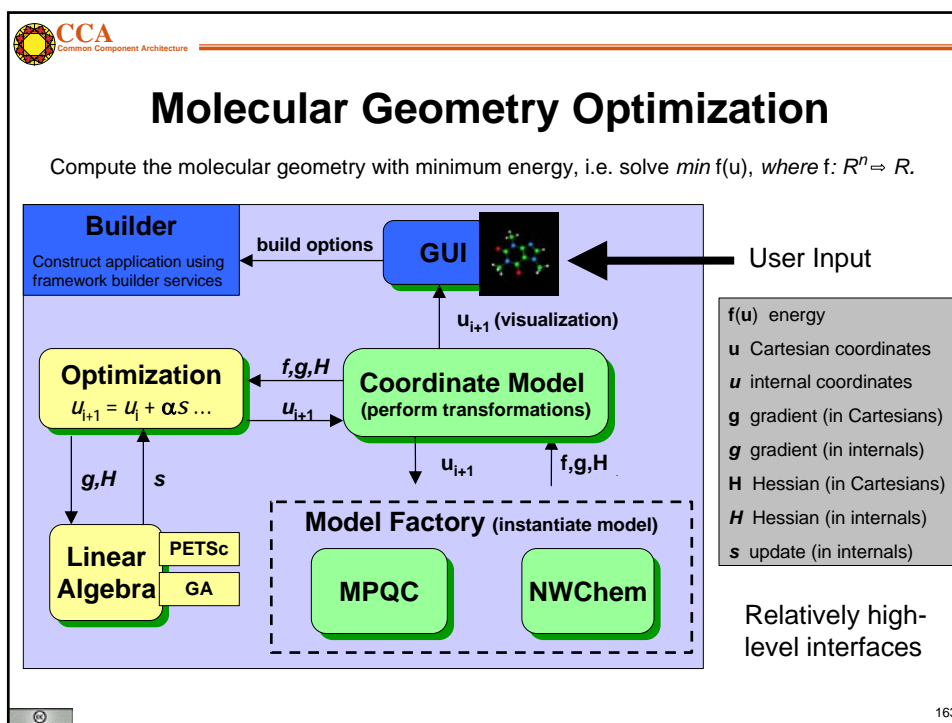 CCA
Common Component Architecture
Molecular Geometry Optimization
Compute the molecular geometry with minimum energy, i.e. solve min f(u), where f: Rⁿ ⇒ R.
Builder
Construct application using
framework builder services
build options
GUI
User Input
uᵢ₊₁ (visualization)
Optimization
uᵢ₊₁ = uᵢ + αs ...
f,g,H
uᵢ₊₁
Coordinate Model
(perform transformations)
g,H
s
uᵢ₊₁
f,g,H
Linear
Algebra
PETSc
GA
Model Factory (instantiate model)
MPQC
NWChem
f(u) energy
u Cartesian coordinates
u internal coordinates
g gradient (in Cartesians)
g gradient (in internals)
H Hessian (in Cartesians)
H Hessian (in internals)
s update (in internals)
Relatively high-
level interfaces
cc
163